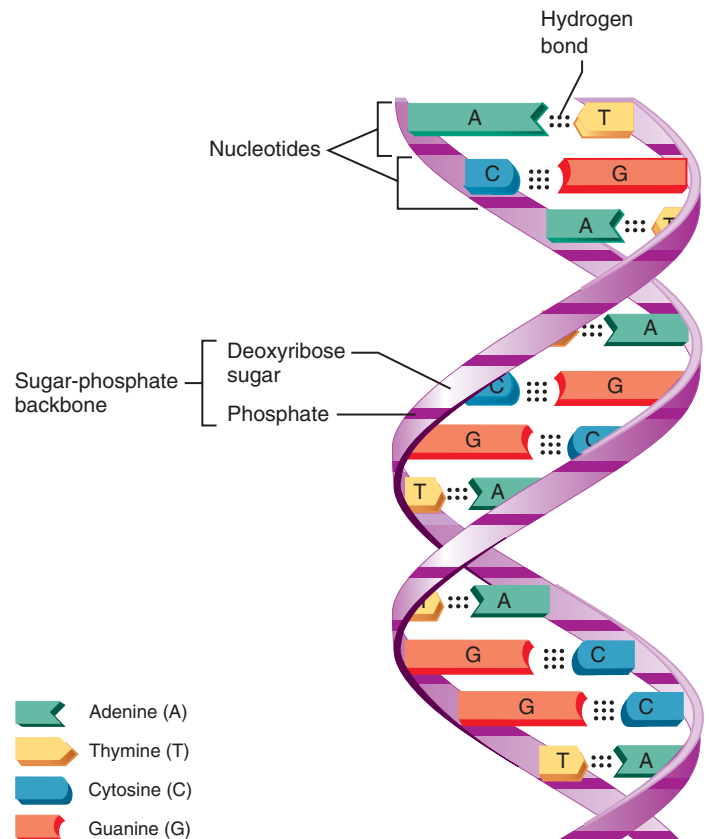 Hydrogen
bond
A T
Nucleotides
C G
A T
A
Deoxyribose
sugar
Sugar-phosphate
backbone
C G
Phosphate
G C
T A
T A
G C
G C
T A
Adenine (A)
Thymine (T)
Cytosine (C)
Guanine (G)